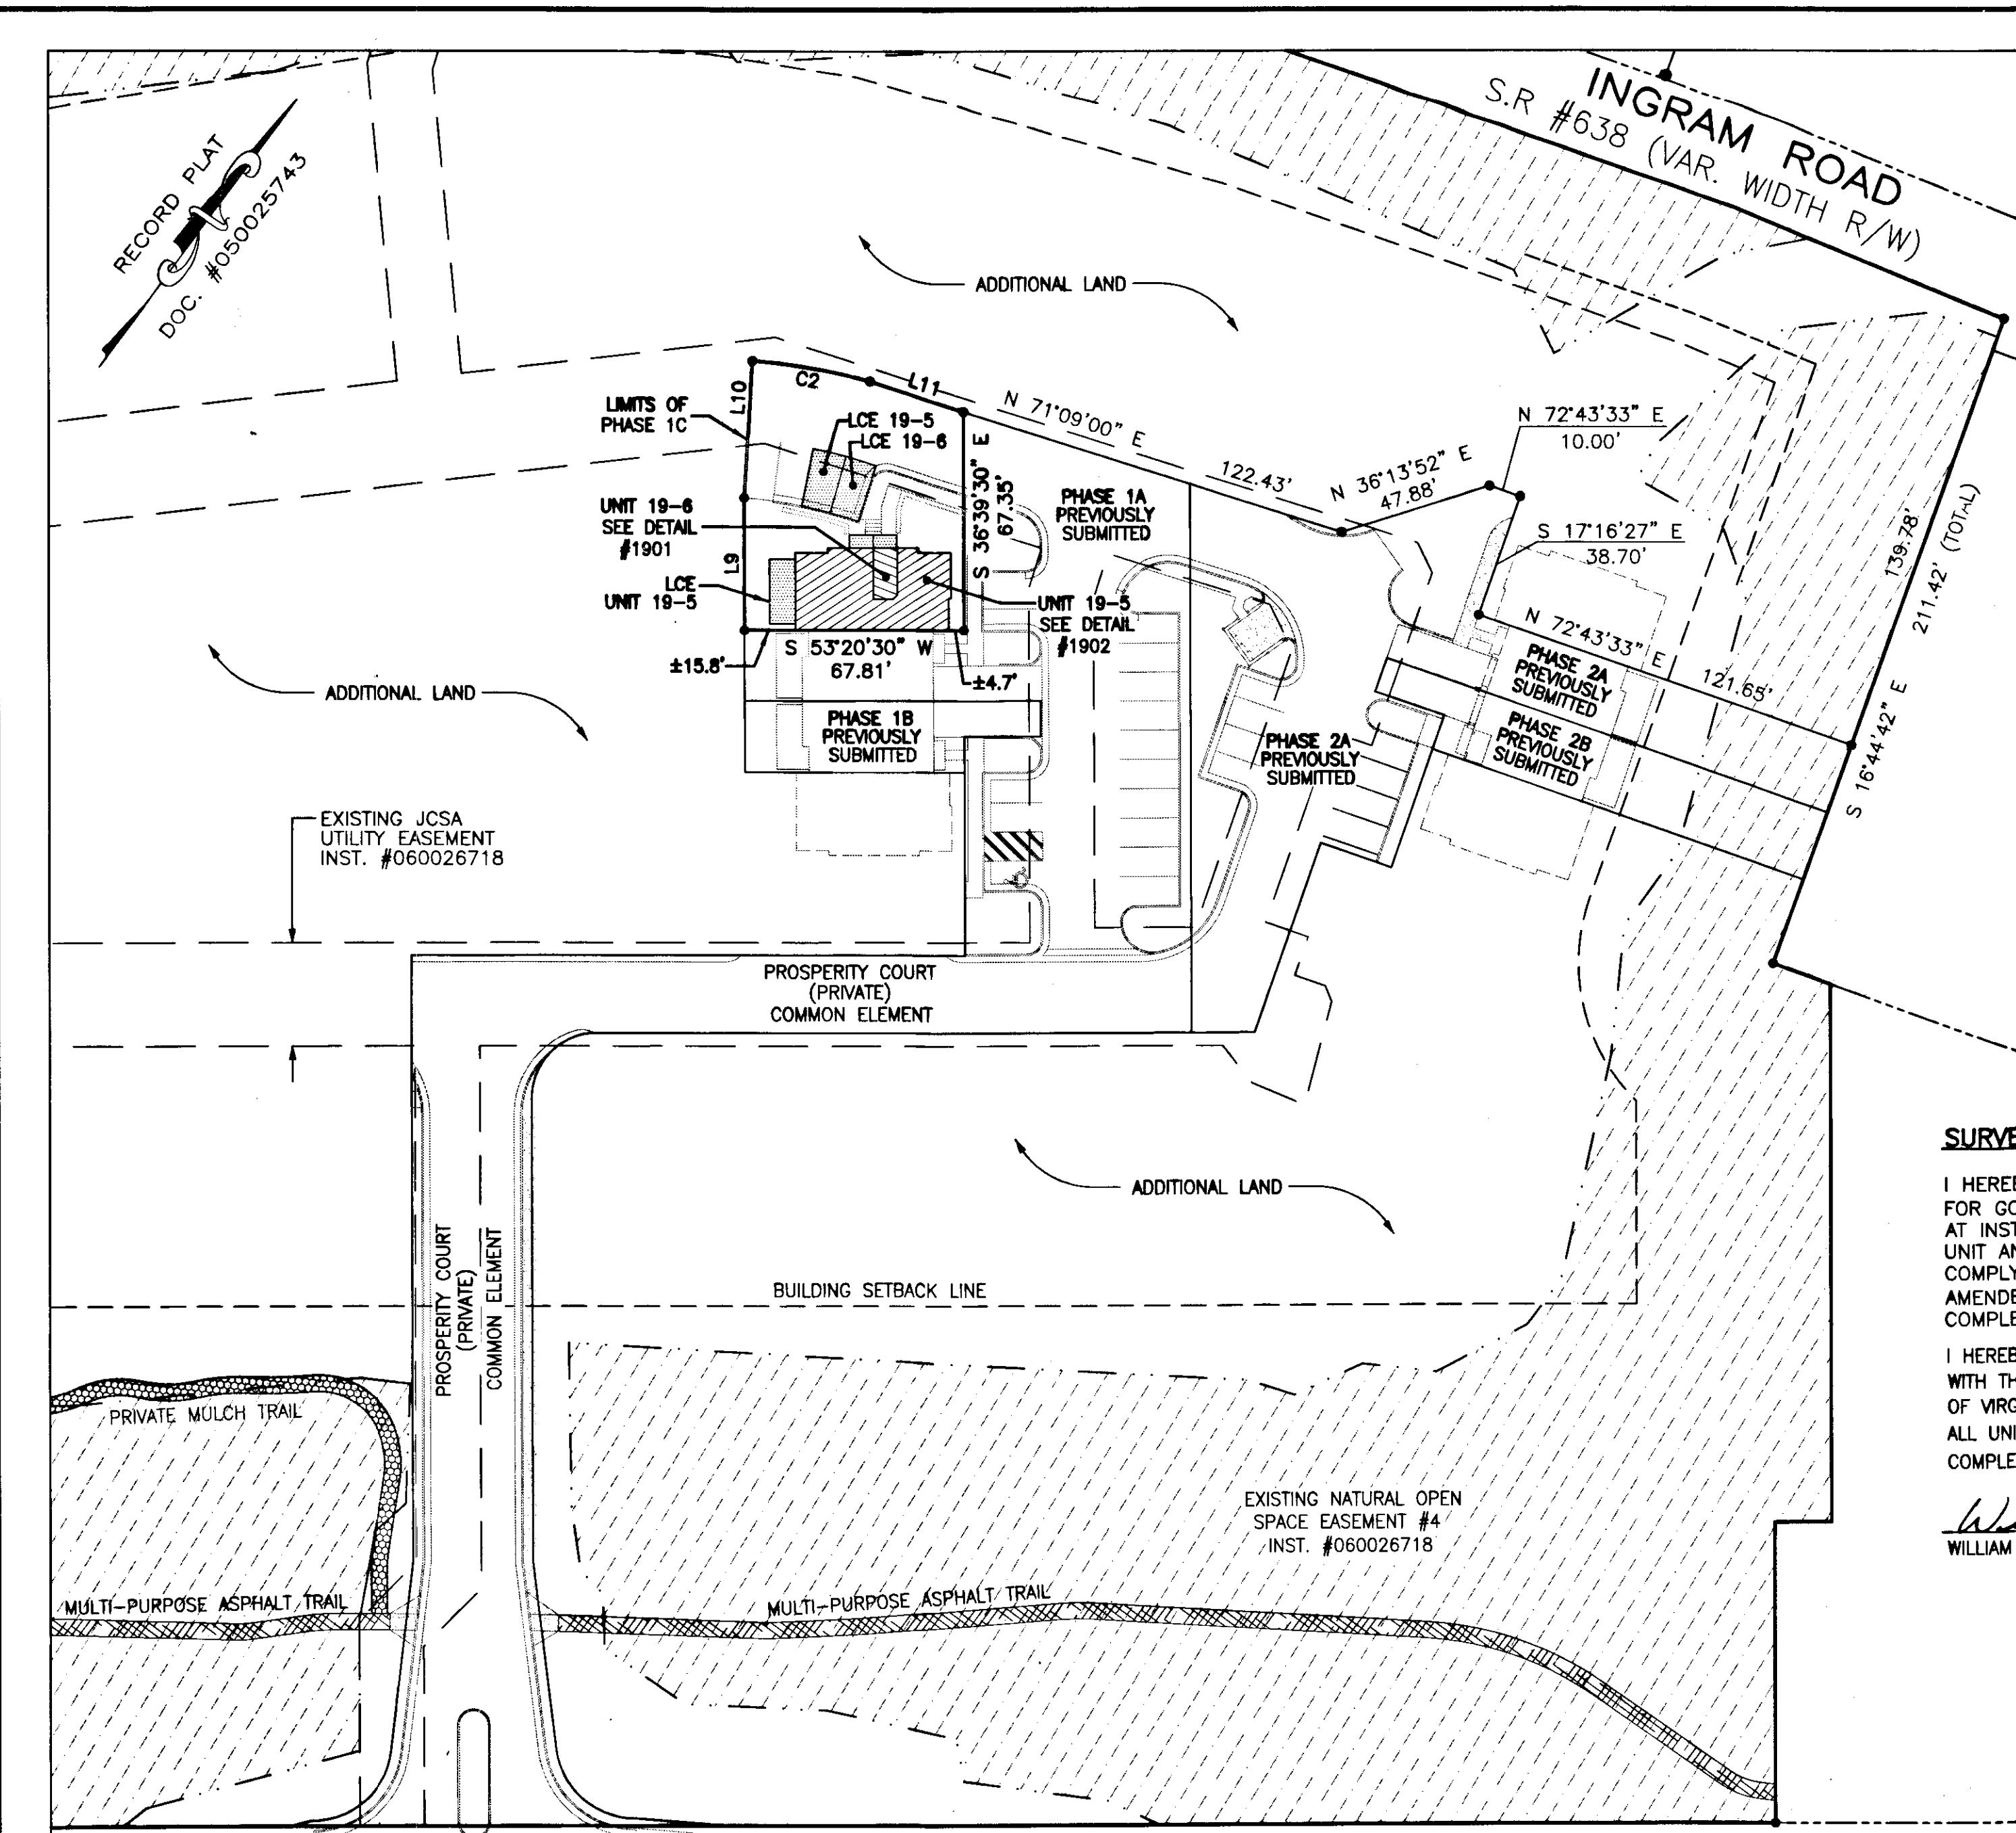 INGRAM ROAD
S.R #638 (VAR. WIDTH R/W)
RECORD PLAT
DOC. #050025743
ADDITIONAL LAND
LIMITS OF
PHASE 1C
L10
C2
L11
LCE 19-5
LCE 19-6
N 71°09'00" E
122.43'
N 72°43'33" E
10.00'
N 36°13'52" E
47.88'
S 17°16'27" E
38.70'
UNIT 19-6
SEE DETAIL
#1901
L9
LCE
UNIT 19-5
S 36°39'30" E
67.35'
PHASE 1A
PREVIOUSLY
SUBMITTED
UNIT 19-5
SEE DETAIL
#1902
S 53°20'30" W
67.81'
±15.8'
±4.7'
139.78'
211.42' (TOTAL)
S 16°44'42" E
N 72°43'33" E
121.65'
PHASE 2A
PREVIOUSLY
SUBMITTED
PHASE 2B
PREVIOUSLY
SUBMITTED
ADDITIONAL LAND
PHASE 1B
PREVIOUSLY
SUBMITTED
PHASE 2A
PREVIOUSLY
SUBMITTED
EXISTING JCSA
UTILITY EASEMENT
INST. #060026718
PROSPERITY COURT
(PRIVATE)
COMMON ELEMENT
ADDITIONAL LAND
PROSPERITY COURT
(PRIVATE)
COMMON ELEMENT
BUILDING SETBACK LINE
PRIVATE MULCH TRAIL
EXISTING NATURAL OPEN
SPACE EASEMENT #4
INST. #060026718
MULTI-PURPOSE ASPHALT TRAIL
MULTI-PURPOSE ASPHALT TRAIL
SURVE
I HEREB
FOR GO
AT INST
UNIT AN
COMPLY
AMENDE
COMPLE
I HEREB
WITH TH
OF VIRG
ALL UNI
COMPLE
WILLIAM